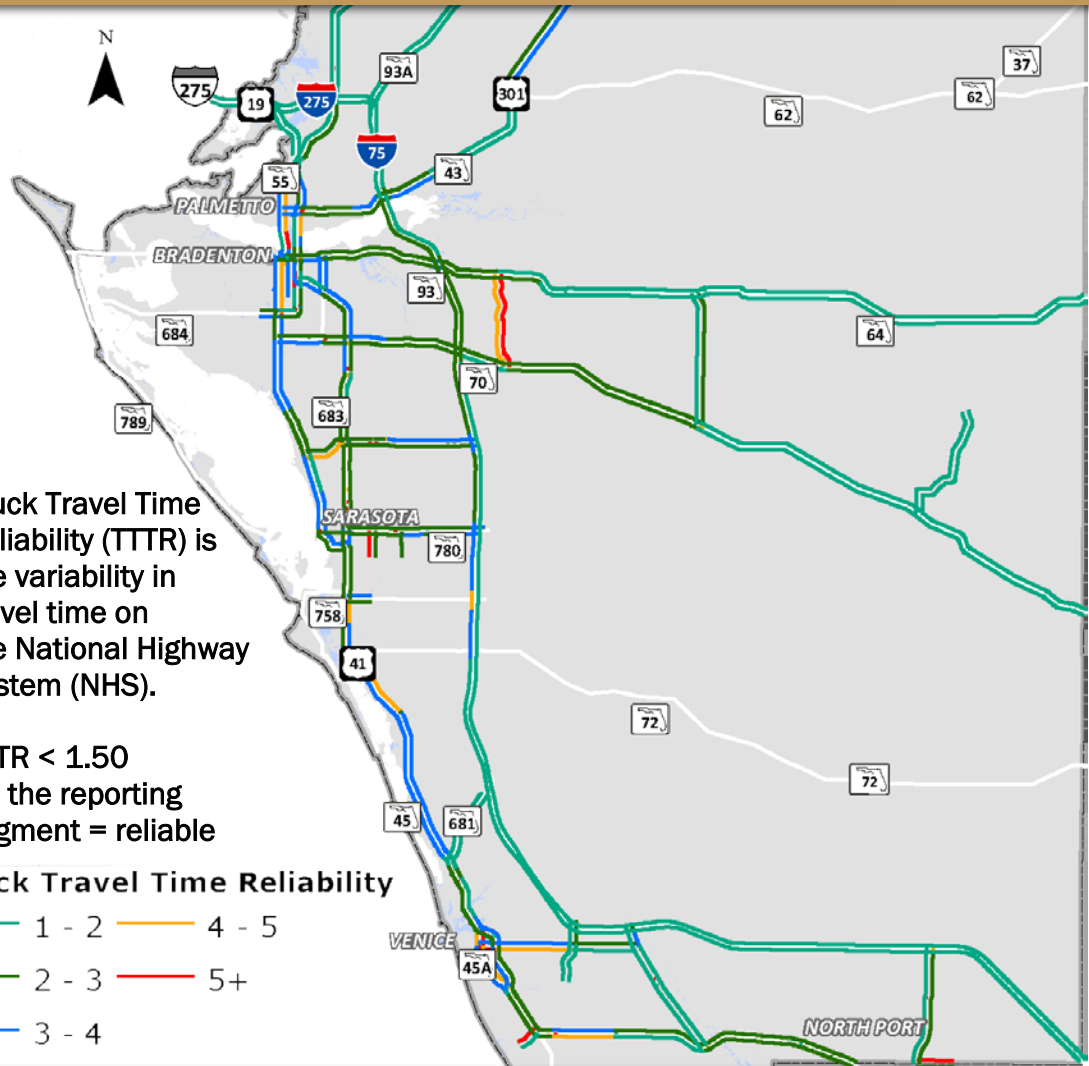 N
37
93A
275
19
275
301
62
62
75
43
55
PALMETTO
BRADENTON
93
684
64
70
789
683
uck Travel Time
liability (TTTR) is
e variability in
vel time on
e National Highway
stem (NHS).
SARASOTA
780
758
41
72
72
TR < 1.50
the reporting
gment = reliable
45
681
ck Travel Time Reliability
1 - 2
4 - 5
2 - 3
5+
3 - 4
VENICE
45A
NORTH PORT